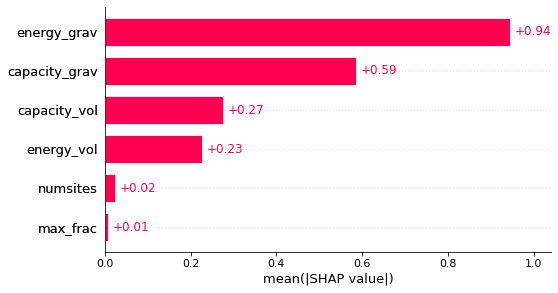 energy_grav +0.94
capacity_grav +0.59
capacity_vol +0.27
energy_vol +0.23
numsites +0.02
max_frac +0.01
0.0 0.2 0.4 0.6 0.8 1.0
mean(|SHAP value|)